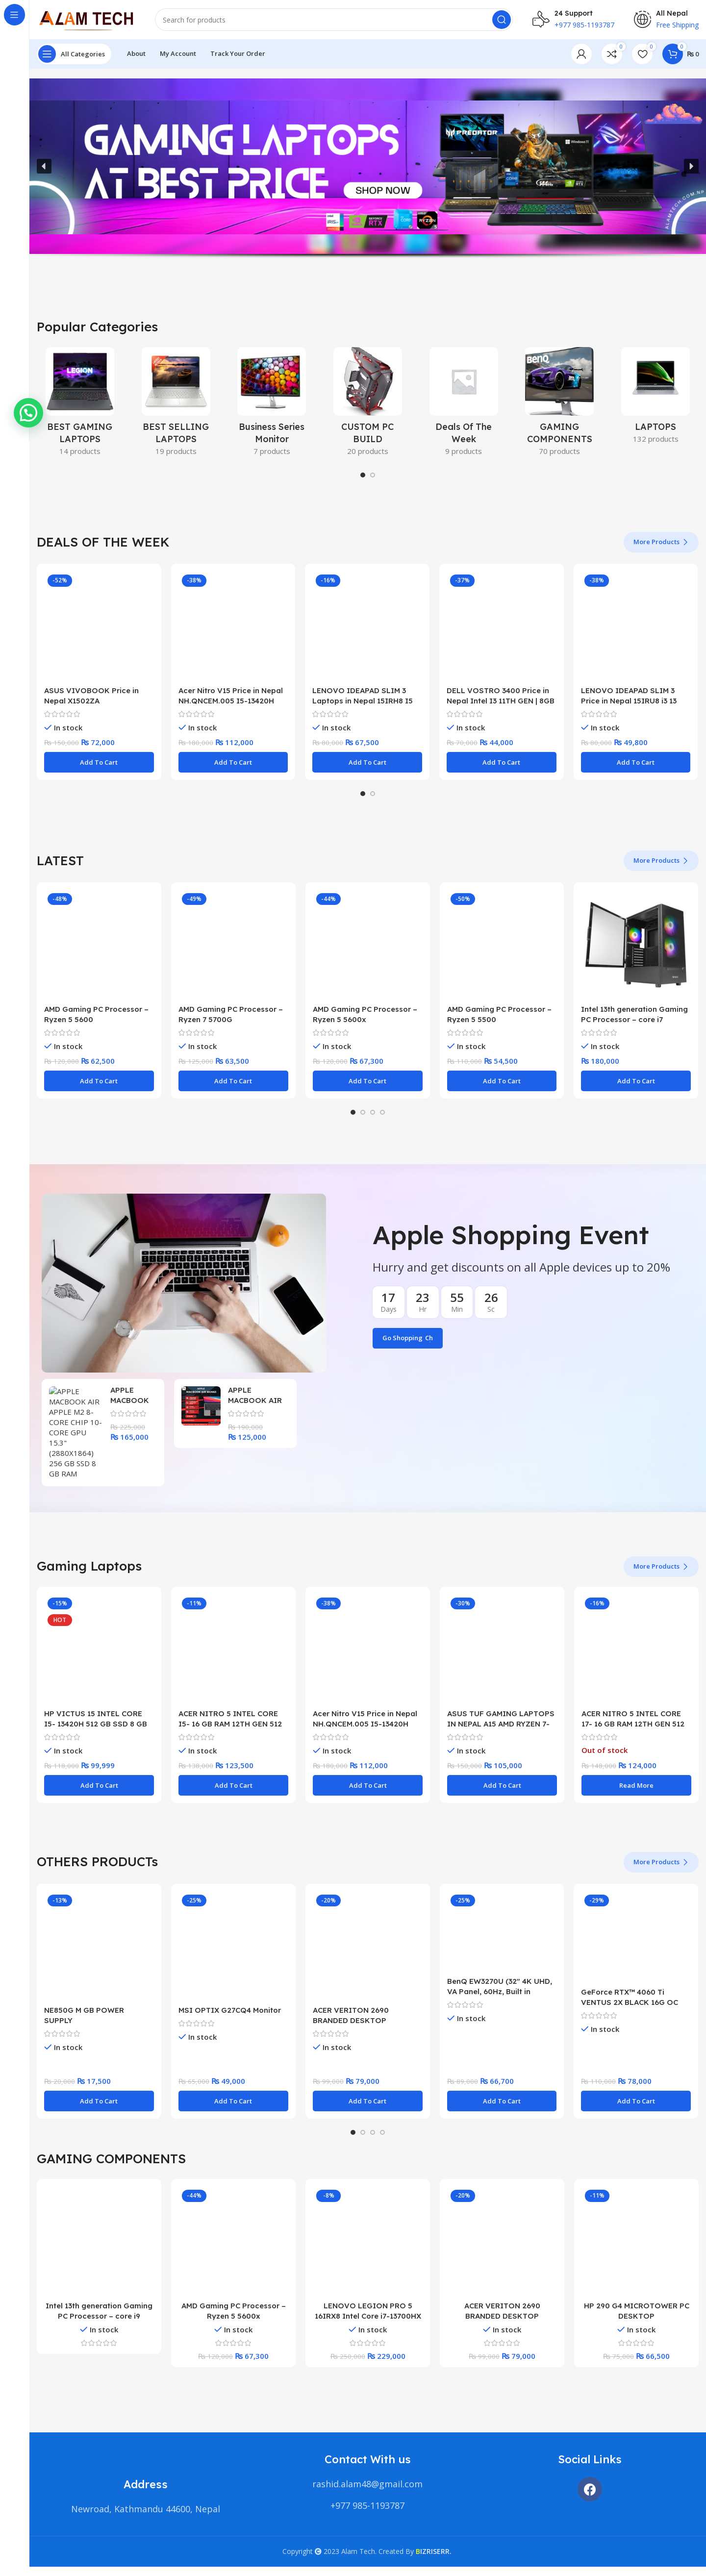 ALAM TECH
Search for products
24 Support
+977 985-1193787
All Nepal
Free Shipping
All Categories
About
My Account
Track Your Order
0
0
0
₨ 0
GAMING LAPTOPS
AT BEST PRICE
SHOP NOW
PREDATOR
ALAMTECH.COM.NP
Popular Categories
BEST GAMING
LAPTOPS
14 products
BEST SELLING
LAPTOPS
19 products
Business Series
Monitor
7 products
CUSTOM PC
BUILD
20 products
Deals Of The
Week
9 products
GAMING
COMPONENTS
70 products
LAPTOPS
132 products
DEALS OF THE WEEK
More Products
-52%
ASUS VIVOBOOK Price in
Nepal X1502ZA
In stock
₨ 150,000 ₨ 72,000
Add To Cart
-38%
Acer Nitro V15 Price in Nepal
NH.QNCEM.005 I5-13420H
In stock
₨ 180,000 ₨ 112,000
Add To Cart
-16%
LENOVO IDEAPAD SLIM 3
Laptops in Nepal 15IRH8 I5
In stock
₨ 80,000 ₨ 67,500
Add To Cart
-37%
DELL VOSTRO 3400 Price in
Nepal Intel I3 11TH GEN | 8GB
In stock
₨ 70,000 ₨ 44,000
Add To Cart
-38%
LENOVO IDEAPAD SLIM 3
Price in Nepal 15IRU8 i3 13
In stock
₨ 80,000 ₨ 49,800
Add To Cart
LATEST
More Products
-48%
AMD Gaming PC Processor –
Ryzen 5 5600
In stock
₨ 120,000 ₨ 62,500
Add To Cart
-49%
AMD Gaming PC Processor –
Ryzen 7 5700G
In stock
₨ 125,000 ₨ 63,500
Add To Cart
-44%
AMD Gaming PC Processor –
Ryzen 5 5600x
In stock
₨ 120,000 ₨ 67,300
Add To Cart
-50%
AMD Gaming PC Processor –
Ryzen 5 5500
In stock
₨ 110,000 ₨ 54,500
Add To Cart
Intel 13th generation Gaming
PC Processor – core i7
In stock
₨ 180,000
Add To Cart
Apple Shopping Event
Hurry and get discounts on all Apple devices up to 20%
17
Days
23
Hr
55
Min
26
Sc
Go Shopping Ch
APPLE
MACBOOK AIR
APPLE M2 8-
CORE CHIP 10-
CORE GPU
15.3"
(2880X1864)
256 GB SSD 8
GB RAM
APPLE
MACBOOK
₨ 225,000
₨ 165,000
APPLE
MACBOOK AIR
₨ 190,000
₨ 125,000
Gaming Laptops
More Products
-15%
HOT
HP VICTUS 15 INTEL CORE
I5- 13420H 512 GB SSD 8 GB
In stock
₨ 118,000 ₨ 99,999
Add To Cart
-11%
ACER NITRO 5 INTEL CORE
I5- 16 GB RAM 12TH GEN 512
In stock
₨ 138,000 ₨ 123,500
Add To Cart
-38%
Acer Nitro V15 Price in Nepal
NH.QNCEM.005 I5-13420H
In stock
₨ 180,000 ₨ 112,000
Add To Cart
-30%
ASUS TUF GAMING LAPTOPS
IN NEPAL A15 AMD RYZEN 7-
In stock
₨ 150,000 ₨ 105,000
Add To Cart
-16%
ACER NITRO 5 INTEL CORE
17- 16 GB RAM 12TH GEN 512
Out of stock
₨ 148,000 ₨ 124,000
Read More
OTHERS PRODUCTs
More Products
-13%
NE850G M GB POWER
SUPPLY
In stock
₨ 20,000 ₨ 17,500
Add To Cart
-25%
MSI OPTIX G27CQ4 Monitor
In stock
₨ 65,000 ₨ 49,000
Add To Cart
-20%
ACER VERITON 2690
BRANDED DESKTOP
In stock
₨ 99,000 ₨ 79,000
Add To Cart
-25%
BenQ EW3270U (32" 4K UHD,
VA Panel, 60Hz, Built in
In stock
₨ 89,000 ₨ 66,700
Add To Cart
-29%
GeForce RTX™ 4060 Ti
VENTUS 2X BLACK 16G OC
In stock
₨ 110,000 ₨ 78,000
Add To Cart
GAMING COMPONENTS
Intel 13th generation Gaming
PC Processor – core i9
In stock
-44%
AMD Gaming PC Processor –
Ryzen 5 5600x
In stock
₨ 120,000 ₨ 67,300
-8%
LENOVO LEGION PRO 5
16IRX8 Intel Core i7-13700HX
In stock
₨ 250,000 ₨ 229,000
-20%
ACER VERITON 2690
BRANDED DESKTOP
In stock
₨ 99,000 ₨ 79,000
-11%
HP 290 G4 MICROTOWER PC
DESKTOP
In stock
₨ 75,000 ₨ 66,500
Address
Newroad, Kathmandu 44600, Nepal
Contact With us
rashid.alam48@gmail.com
+977 985-1193787
Social Links
Copyright 2023 Alam Tech. Created By BIZRISERR.